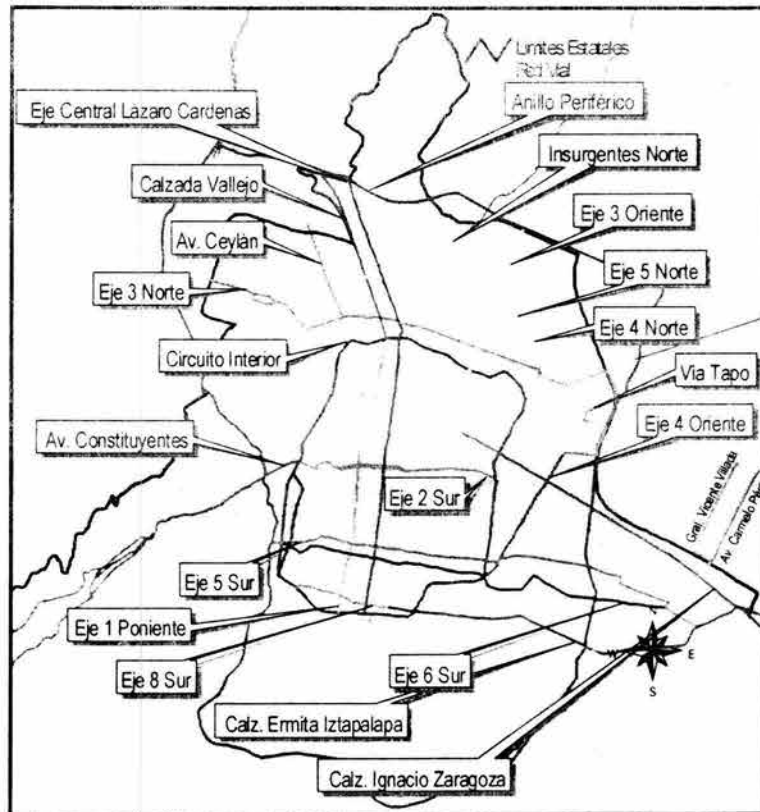 Limites Estatales
Red Vial
Anillo Periférico
Eje Central Lázaro Cardenas
Insurgentes Norte
Calzada Vallejo
Eje 3 Oriente
Av. Ceylán
Eje 5 Norte
Eje 3 Norte
Eje 4 Norte
Circuito Interior
Via Tapo
Eje 4 Oriente
Av. Constituyentes
Gral. Vicente Villada
Av. Carmelo
Eje 2 Sur
Eje 5 Sur
Eje 1 Poniente
Eje 8 Sur
Eje 6 Sur
W
E
S
Calz. Ermita Iztapalapa
Calz. Ignacio Zaragoza